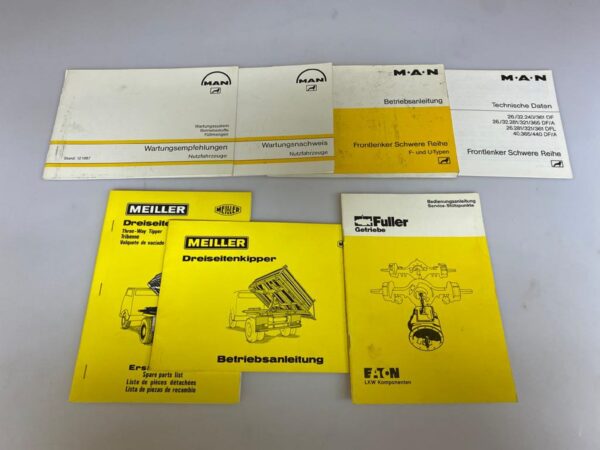 MAN
Wartungssystem
Betriebsstoffe
Füllmengen
Wartungsempfehlungen
Nutzfahrzeuge
Stand: 12.1987
MAN
Wartungsnachweis
Nutzfahrzeuge
M·A·N
Betriebsanleitung
Frontlenker Schwere Reihe
F- und U-Typen
M·A·N
Technische Daten
26./32.240/361 DF
26./32.281/321/365 DF/A
26.281/321/361 DFL
40.365/440 DF/A
Frontlenker Schwere Reihe
MEILLER
MEILLER
Dreiseiten
Three-Way Tipper
Tribenne
Volquete de
Ersa
Spare parts list
Liste de pièces détachées
Lista de piezas de recambio
MEILLER
Dreiseitenkipper
Betriebsanleitung
Bedienungsanleitung
Service-Stützpunkte
Fuller
Getriebe
EATON
LKW Komponenten